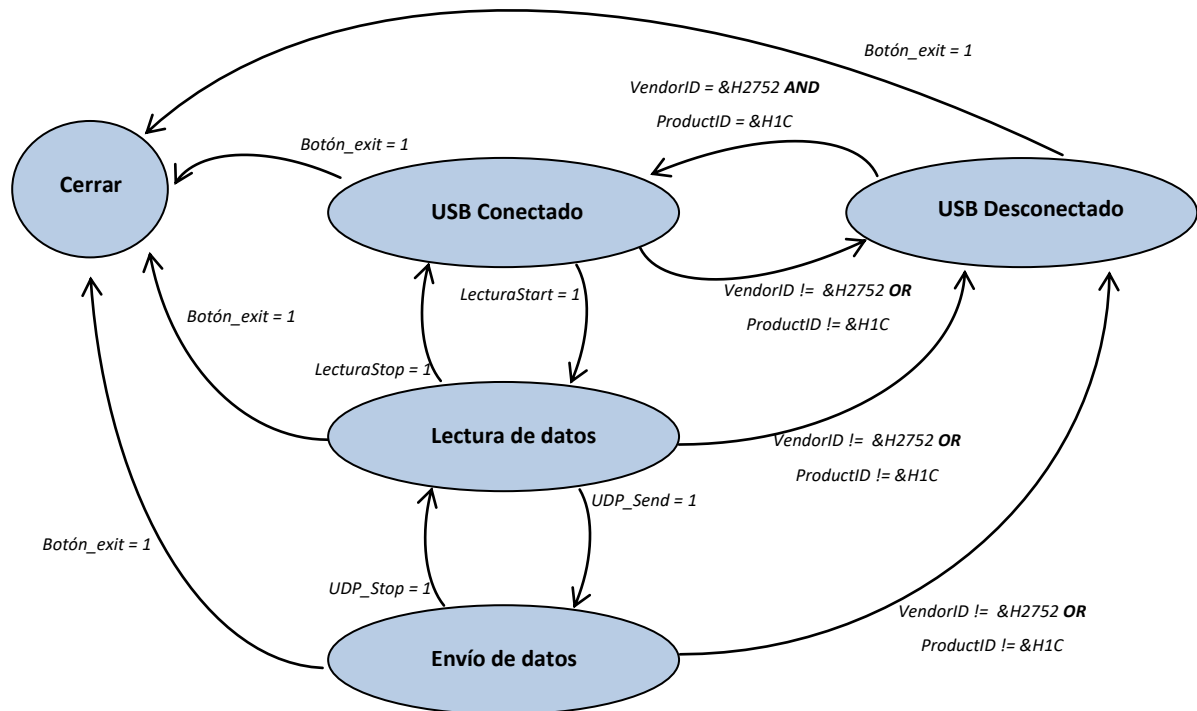 Botón_exit = 1
VendorID = &H2752 AND
ProductID = &H1C
Botón_exit = 1
Cerrar
USB Conectado
USB Desconectado
LecturaStart = 1
VendorID != &H2752 OR
ProductID != &H1C
Botón_exit = 1
LecturaStop = 1
Lectura de datos
VendorID != &H2752 OR
ProductID != &H1C
UDP_Send = 1
Botón_exit = 1
UDP_Stop = 1
VendorID != &H2752 OR
ProductID != &H1C
Envío de datos